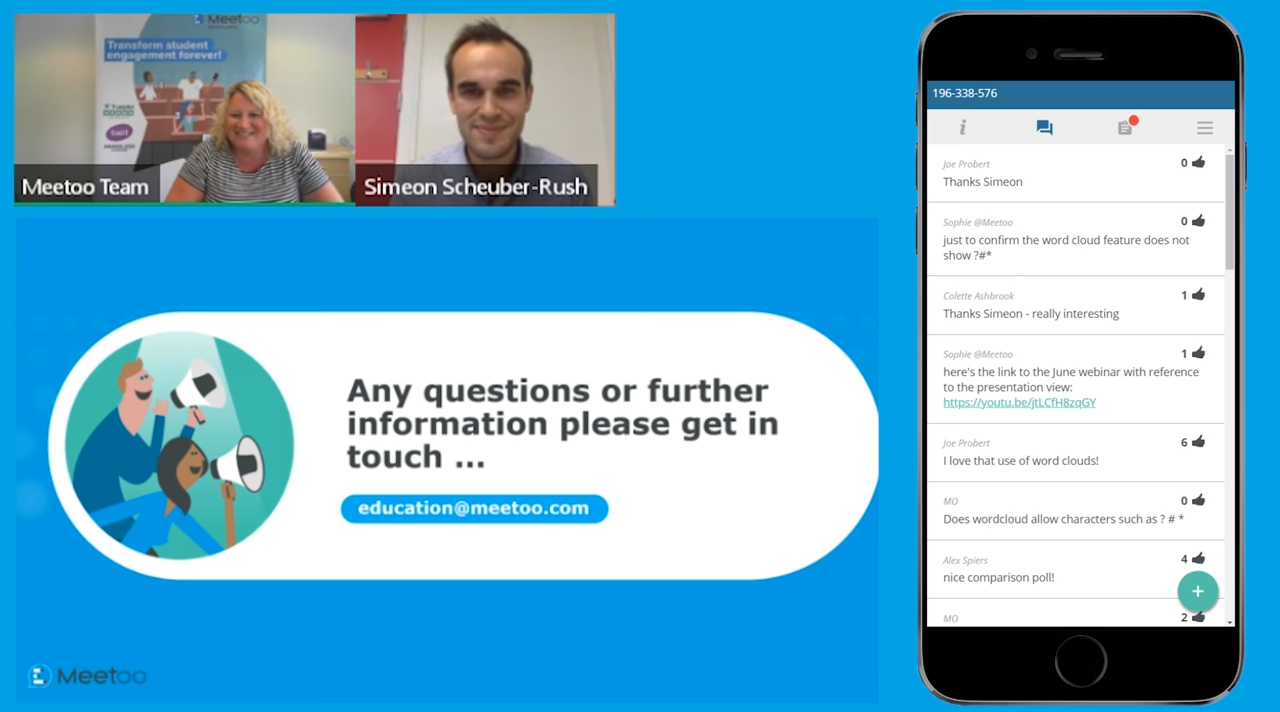 Meetoo
Transform student
engagement forever!
Meetoo Team
Simeon Scheuber-Rush
Any questions or further
information please get in
touch ...
education@meetoo.com
Meetoo
196-338-576
Joe Probert
0
Thanks Simeon
Sophie @Meetoo
0
just to confirm the word cloud feature does not
show ?#*
Colette Ashbrook
1
Thanks Simeon - really interesting
Sophie @Meetoo
1
here's the link to the June webinar with reference
to the presentation view:
https://youtu.be/jtLCfH8zqGY
Joe Probert
6
I love that use of word clouds!
MO
0
Does wordcloud allow characters such as ? # *
Alex Spiers
4
nice comparison poll!
+
MO
2